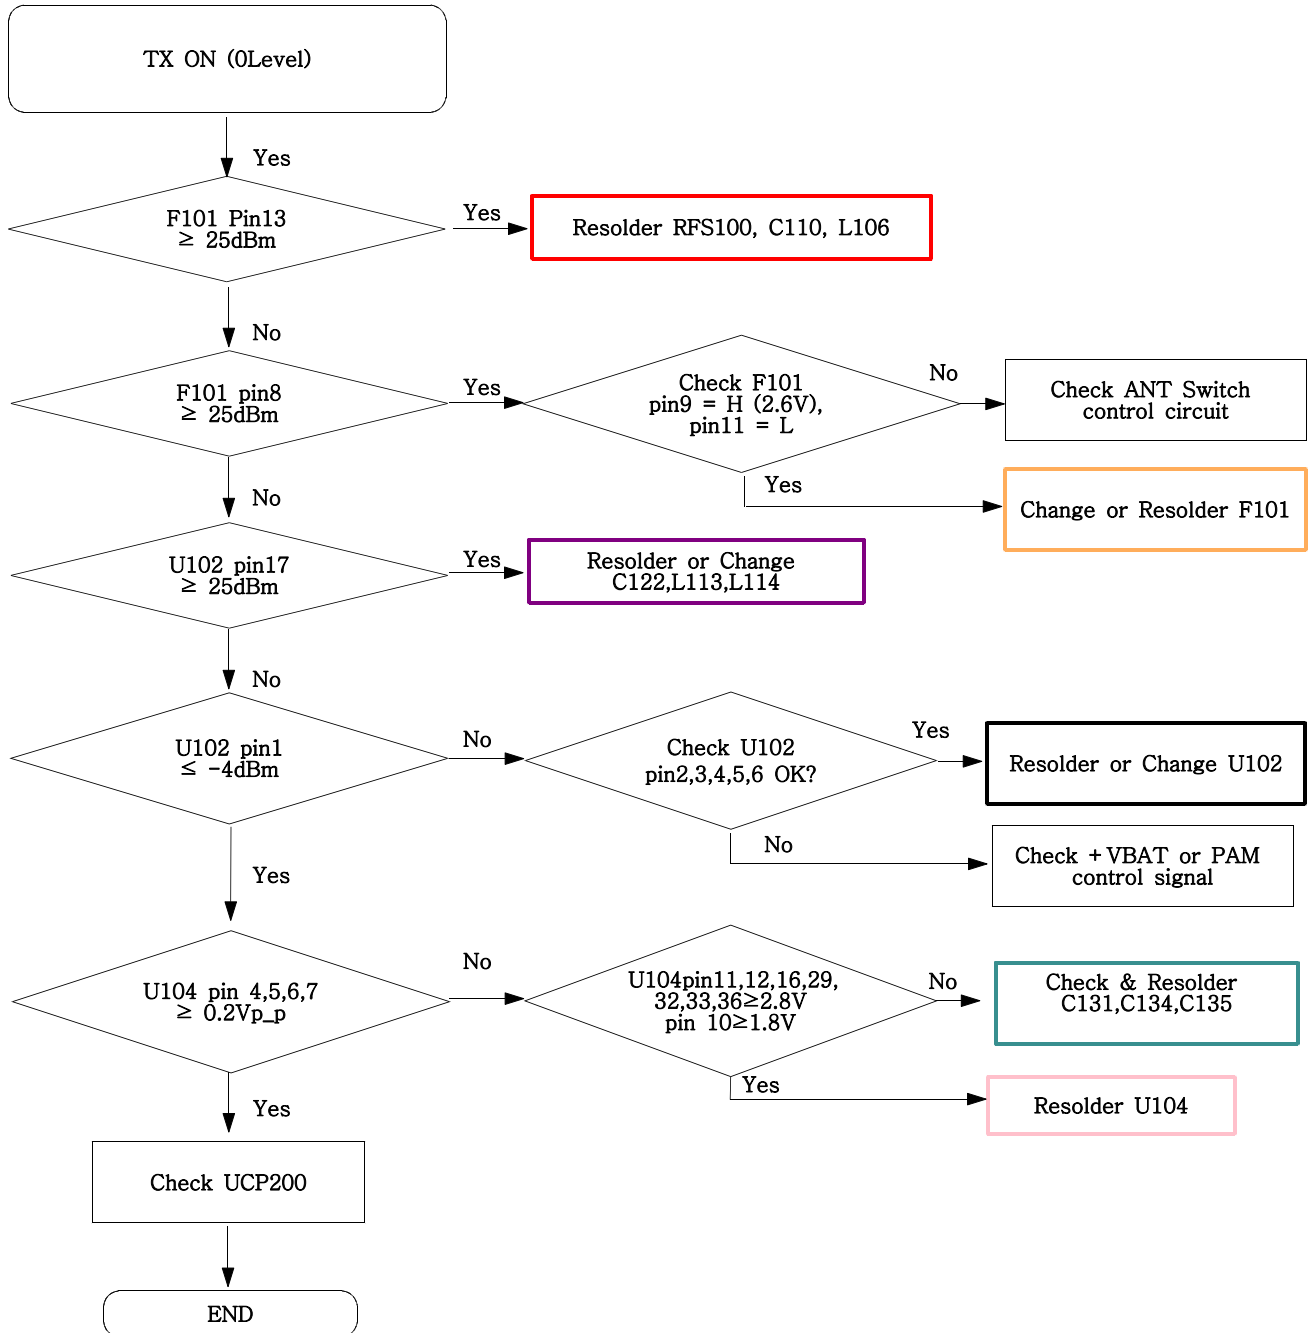 TX ON (0Level)
Yes
F101 Pin13
≥ 25dBm
Yes
Resolder RFS100, C110, L106
No
F101 pin8
≥ 25dBm
Yes
Check F101
pin9 = H (2.6V),
pin11 = L
No
Check ANT Switch
control circuit
Yes
Change or Resolder F101
No
U102 pin17
≥ 25dBm
Yes
Resolder or Change
C122,L113,L114
No
U102 pin1
≤ -4dBm
No
Check U102
pin2,3,4,5,6 OK?
Yes
Resolder or Change U102
No
Check +VBAT or PAM
control signal
Yes
U104 pin 4,5,6,7
≥ 0.2Vp_p
No
U104pin11,12,16,29,
32,33,36≥2.8V
pin 10≥1.8V
No
Check & Resolder
C131,C134,C135
Yes
Resolder U104
Yes
Check UCP200
END